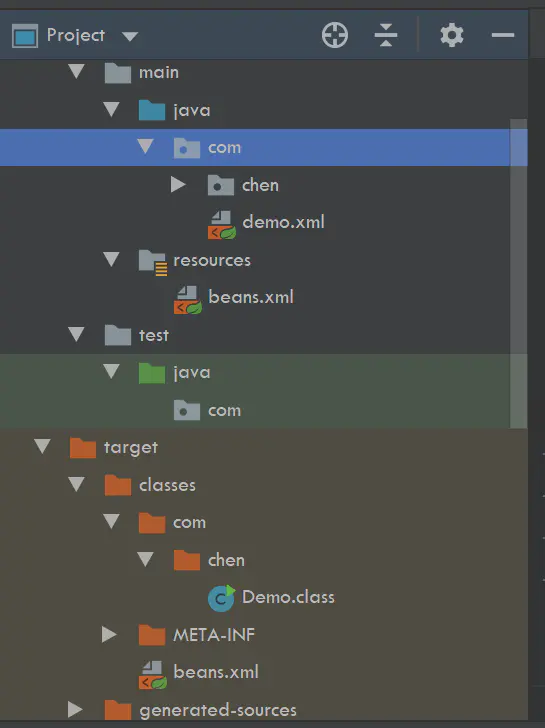 Project
main
java
com
chen
demo.xml
resources
beans.xml
test
java
com
target
classes
com
chen
Demo.class
META-INF
beans.xml
generated-sources